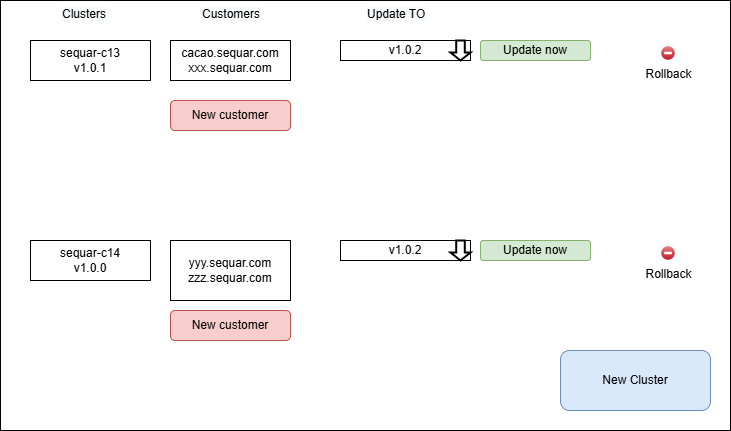 Clusters
Customers
Update TO
sequar-c13
v1.0.1
cacao.sequar.com
xxx.sequar.com
v1.0.2
Update now
Rollback
New customer
sequar-c14
v1.0.0
yyy.sequar.com
zzz.sequar.com
v1.0.2
Update now
Rollback
New customer
New Cluster